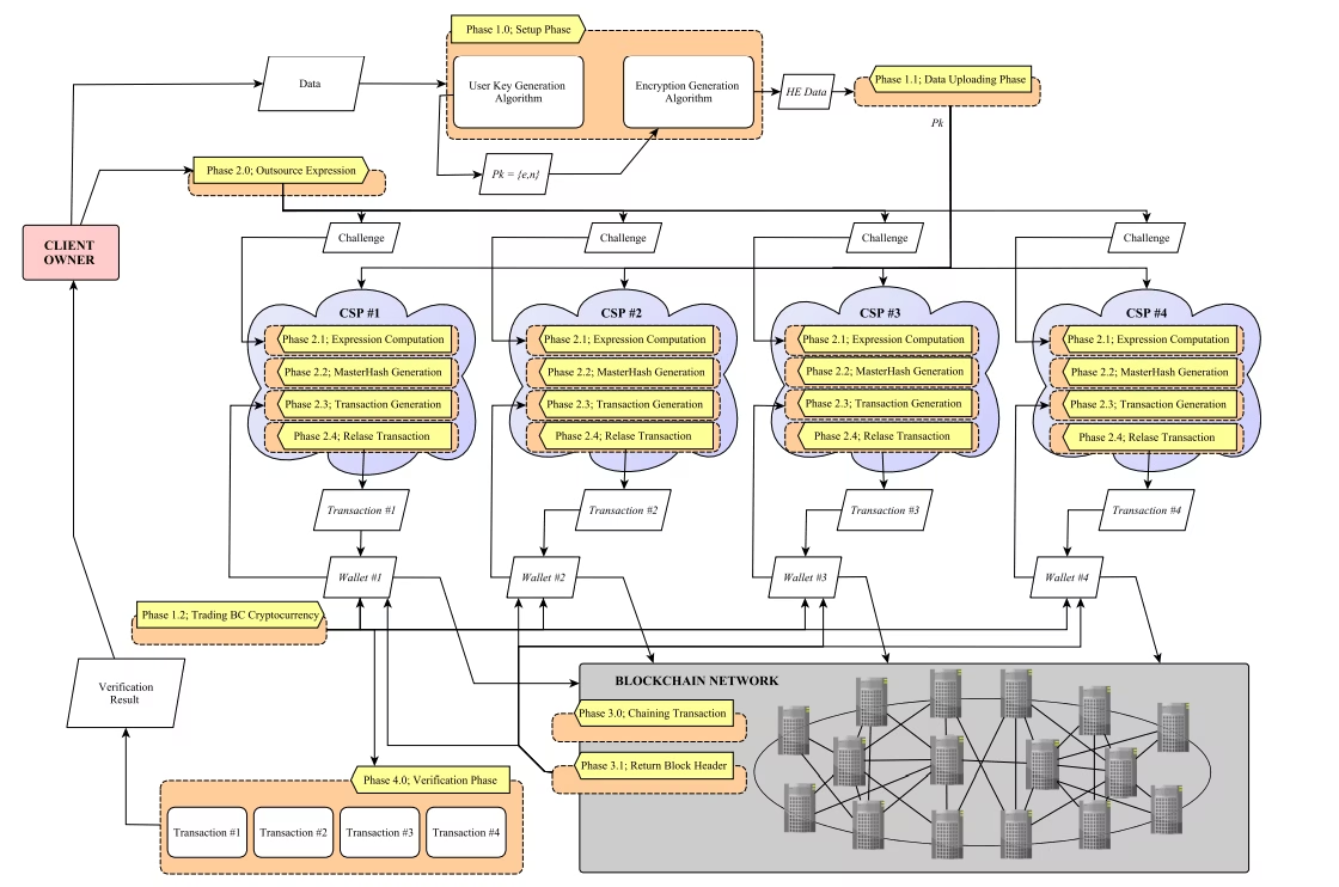 Phase 1.0; Setup Phase
Data
User Key Generation
Algorithm
Encryption Generation
Algorithm
HE Data
Phase 1.1; Data Uploading Phase
Pk
Pk = {e,n}
Phase 2.0; Outsource Expression
CLIENT
OWNER
Challenge
Challenge
Challenge
Challenge
CSP #1
Phase 2.1; Expression Computation
Phase 2.2; MasterHash Generation
Phase 2.3; Transaction Generation
Phase 2.4; Relase Transaction
CSP #2
Phase 2.1; Expression Computation
Phase 2.2; MasterHash Generation
Phase 2.3; Transaction Generation
Phase 2.4; Relase Transaction
CSP #3
Phase 2.1; Expression Computation
Phase 2.2; MasterHash Generation
Phase 2.3; Transaction Generation
Phase 2.4; Relase Transaction
CSP #4
Phase 2.1; Expression Computation
Phase 2.2; MasterHash Generation
Phase 2.3; Transaction Generation
Phase 2.4; Relase Transaction
Transaction #1
Transaction #2
Transaction #3
Transaction #4
Wallet #1
Wallet #2
Wallet #3
Wallet #4
Phase 1.2; Trading BC Cryptocurrency
Verification
Result
BLOCKCHAIN NETWORK
Phase 3.0; Chaining Transaction
Phase 3.1; Return Block Header
Phase 4.0; Verification Phase
Transaction #1
Transaction #2
Transaction #3
Transaction #4